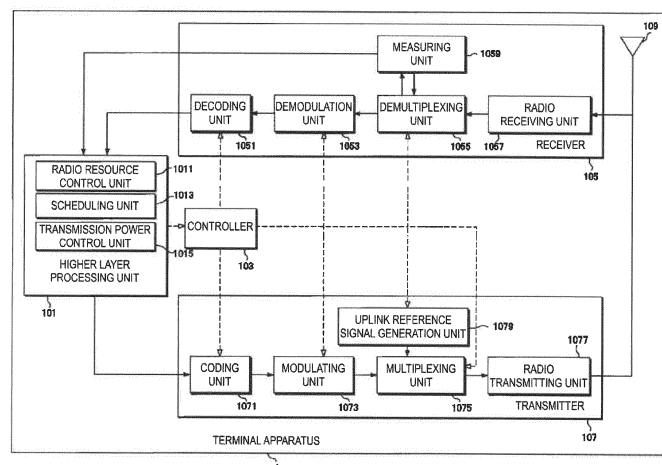 109
MEASURING
UNIT
1059
DECODING
UNIT
1051
DEMODULATION
UNIT
1053
DEMULTIPLEXING
UNIT
1055
RADIO
RECEIVING UNIT
1057
RECEIVER
105
RADIO RESOURCE
CONTROL UNIT
1011
SCHEDULING UNIT
1013
TRANSMISSION POWER
CONTROL UNIT
1015
HIGHER LAYER
PROCESSING UNIT
101
CONTROLLER
103
UPLINK REFERENCE
SIGNAL GENERATION UNIT
1079
CODING
UNIT
1071
MODULATING
UNIT
1073
MULTIPLEXING
UNIT
1075
RADIO
TRANSMITTING UNIT
1077
TRANSMITTER
107
TERMINAL APPARATUS